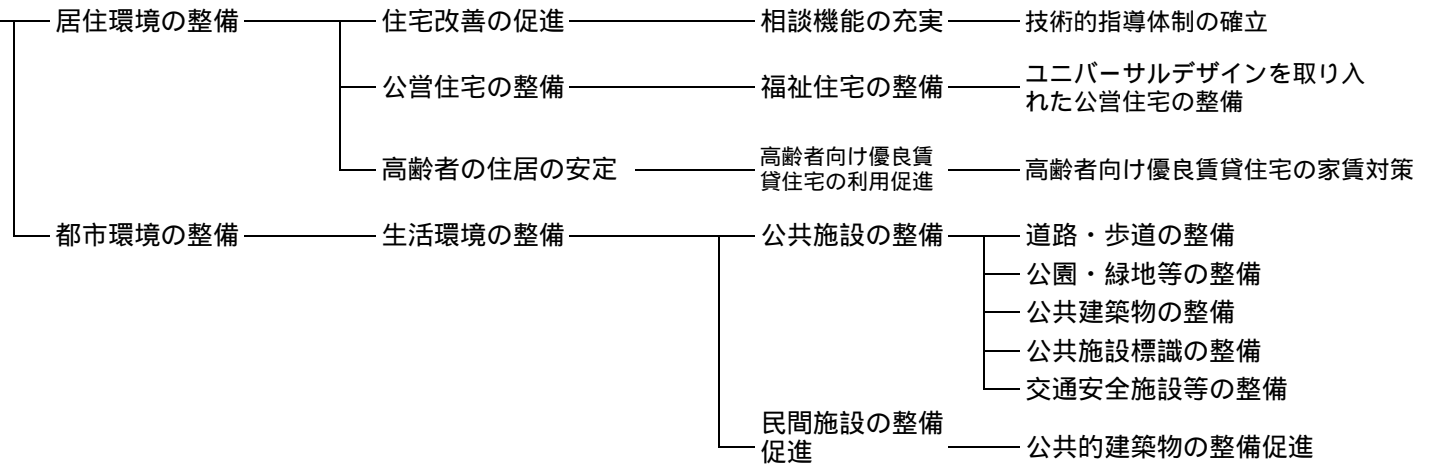 居住環境の整備
住宅改善の促進
相談機能の充実
技術的指導体制の確立
公営住宅の整備
福祉住宅の整備
ユニバーサルデザインを取り入
れた公営住宅の整備
高齢者の住居の安定
高齢者向け優良賃
貸住宅の利用促進
高齢者向け優良賃貸住宅の家賃対策
都市環境の整備
生活環境の整備
公共施設の整備
道路・歩道の整備
公園・緑地等の整備
公共建築物の整備
公共施設標識の整備
交通安全施設等の整備
民間施設の整備
促進
公共的建築物の整備促進